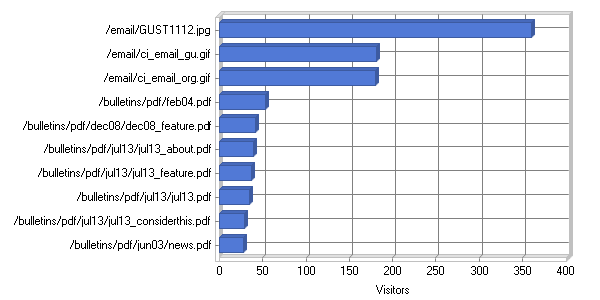 /email/GUST1112.jpg
/email/ci_email_gu.gif
/email/ci_email_org.gif
/bulletins/pdf/feb04.pdf
/bulletins/pdf/dec08/dec08_feature.pdf
/bulletins/pdf/jul13/jul13_about.pdf
/bulletins/pdf/jul13/jul13_feature.pdf
/bulletins/pdf/jul13/jul13.pdf
/bulletins/pdf/jul13/jul13_considerthis.pdf
/bulletins/pdf/jun03/news.pdf
0 50 100 150 200 250 300 350 400
Visitors